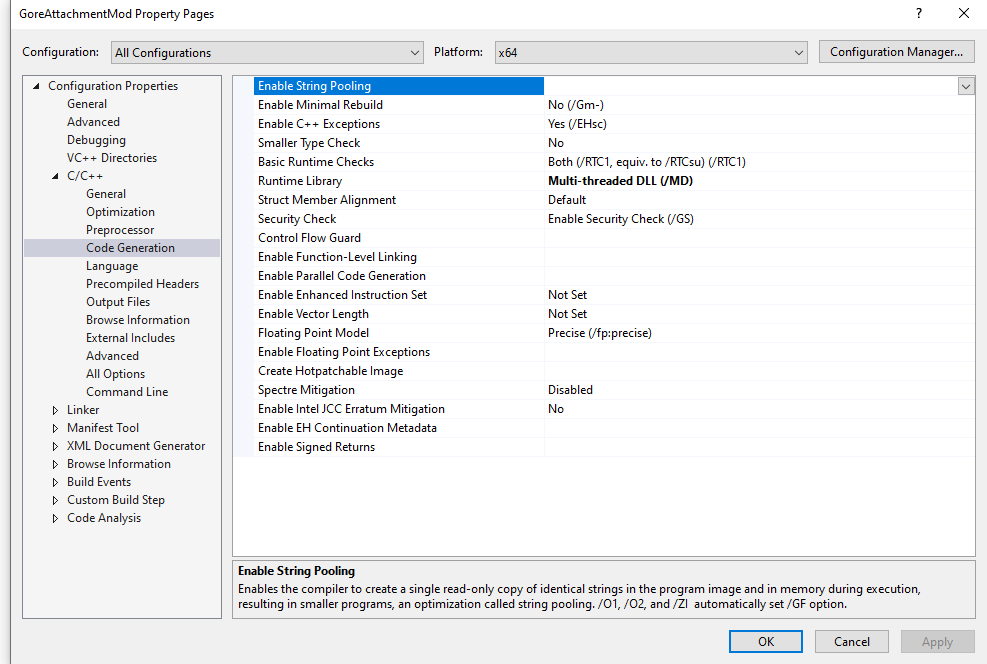 GoreAttachmentMod Property Pages
?
Configuration: All Configurations Platform: x64 Configuration Manager...
Configuration Properties
General
Advanced
Debugging
VC++ Directories
C/C++
General
Optimization
Preprocessor
Code Generation
Language
Precompiled Headers
Output Files
Browse Information
External Includes
Advanced
All Options
Command Line
Linker
Manifest Tool
XML Document Generator
Browse Information
Build Events
Custom Build Step
Code Analysis
Enable String Pooling
Enable Minimal Rebuild No (/Gm-)
Enable C++ Exceptions Yes (/EHsc)
Smaller Type Check No
Basic Runtime Checks Both (/RTC1, equiv. to /RTCsu) (/RTC1)
Runtime Library Multi-threaded DLL (/MD)
Struct Member Alignment Default
Security Check Enable Security Check (/GS)
Control Flow Guard
Enable Function-Level Linking
Enable Parallel Code Generation
Enable Enhanced Instruction Set Not Set
Enable Vector Length Not Set
Floating Point Model Precise (/fp:precise)
Enable Floating Point Exceptions
Create Hotpatchable Image
Spectre Mitigation Disabled
Enable Intel JCC Erratum Mitigation No
Enable EH Continuation Metadata
Enable Signed Returns
Enable String Pooling
Enables the compiler to create a single read-only copy of identical strings in the program image and in memory during execution,
resulting in smaller programs, an optimization called string pooling. /O1, /O2, and /ZI automatically set /GF option.
OK Cancel Apply